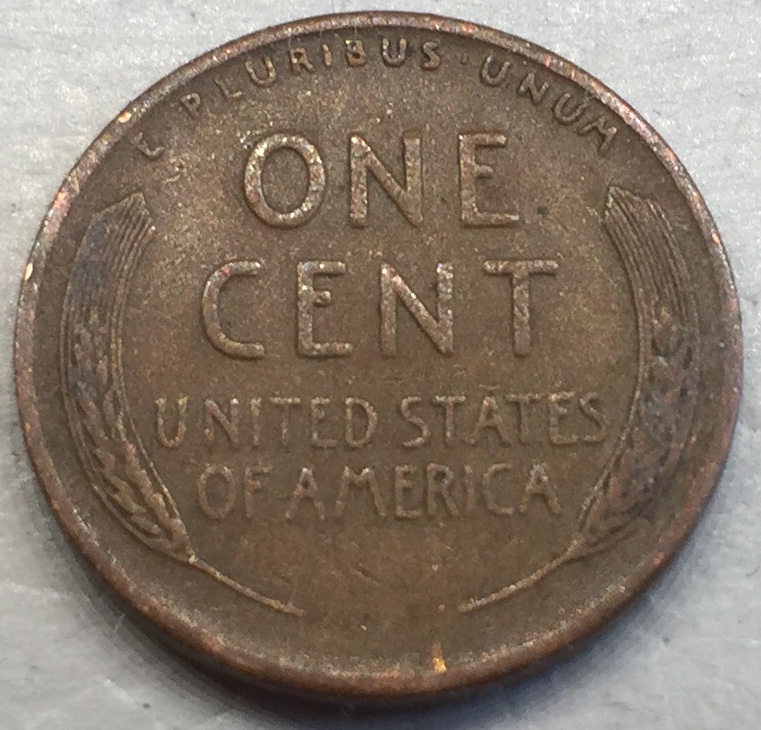 E PLURIBUS · UNUM
ONE
CENT
UNITED STATES
OF AMERICA